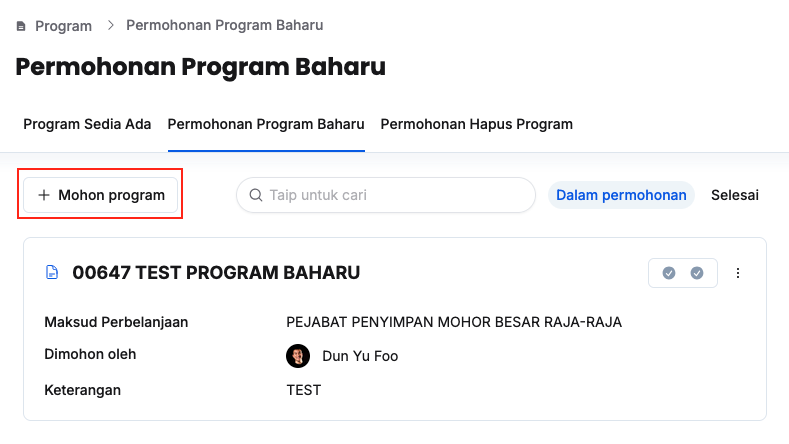 Program > Permohonan Program Baharu
Permohonan Program Baharu
Program Sedia Ada Permohonan Program Baharu Permohonan Hapus Program
+ Mohon program Taip untuk cari Dalam permohonan Selesai
00647 TEST PROGRAM BAHARU
Maksud Perbelanjaan PEJABAT PENYIMPAN MOHOR BESAR RAJA-RAJA
Dimohon oleh Dun Yu Foo
Keterangan TEST